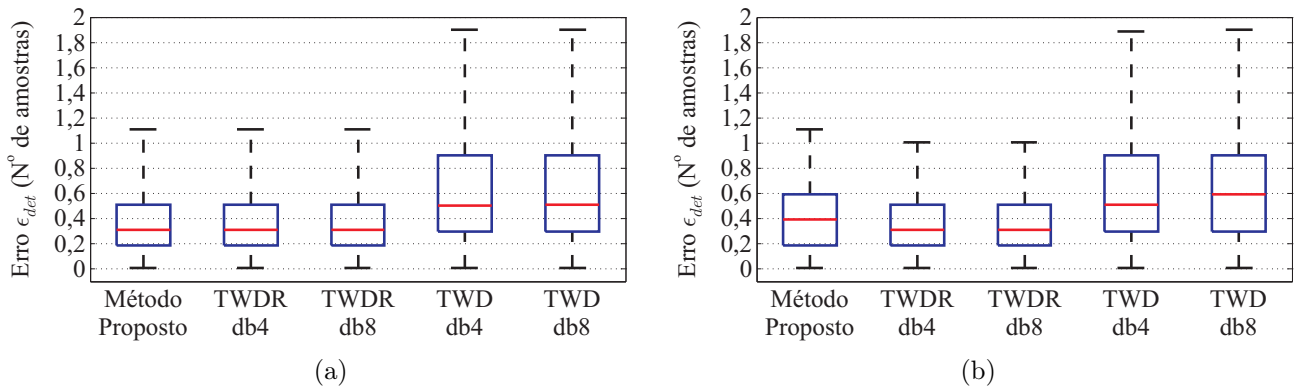 Erro ϵdet (Nº de amostras)
2
1,8
1,6
1,4
1,2
1
0,8
0,6
0,4
0,2
0
Método Proposto
TWDR db4
TWDR db8
TWD db4
TWD db8
(a)
Erro ϵdet (Nº de amostras)
2
1,8
1,6
1,4
1,2
1
0,8
0,6
0,4
0,2
0
Método Proposto
TWDR db4
TWDR db8
TWD db4
TWD db8
(b)